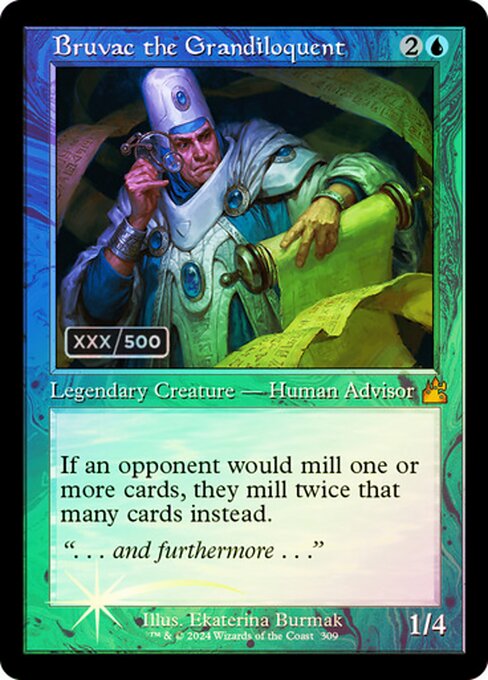 Bruvac the Grandiloquent 2
XXX/500
Legendary Creature — Human Advisor
If an opponent would mill one or
more cards, they mill twice that
many cards instead.
“. . . and furthermore . . .”
Illus. Ekaterina Burmak
™ & © 2024 Wizards of the Coast 309
1/4